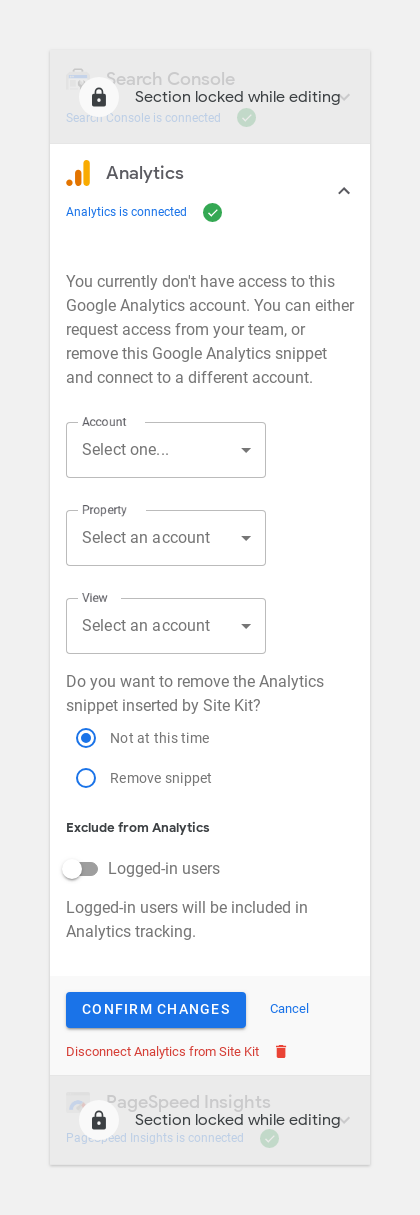 Search Console
Section locked while editing
Search Console is connected
Analytics
Analytics is connected
You currently don't have access to this
Google Analytics account. You can either
request access from your team, or
remove this Google Analytics snippet
and connect to a different account.
Account
Select one...
Property
Select an account
View
Select an account
Do you want to remove the Analytics
snippet inserted by Site Kit?
Not at this time
Remove snippet
Exclude from Analytics
Logged-in users
Logged-in users will be included in
Analytics tracking.
CONFIRM CHANGES
Cancel
Disconnect Analytics from Site Kit
PageSpeed Insights
Section locked while editing
PageSpeed Insights is connected